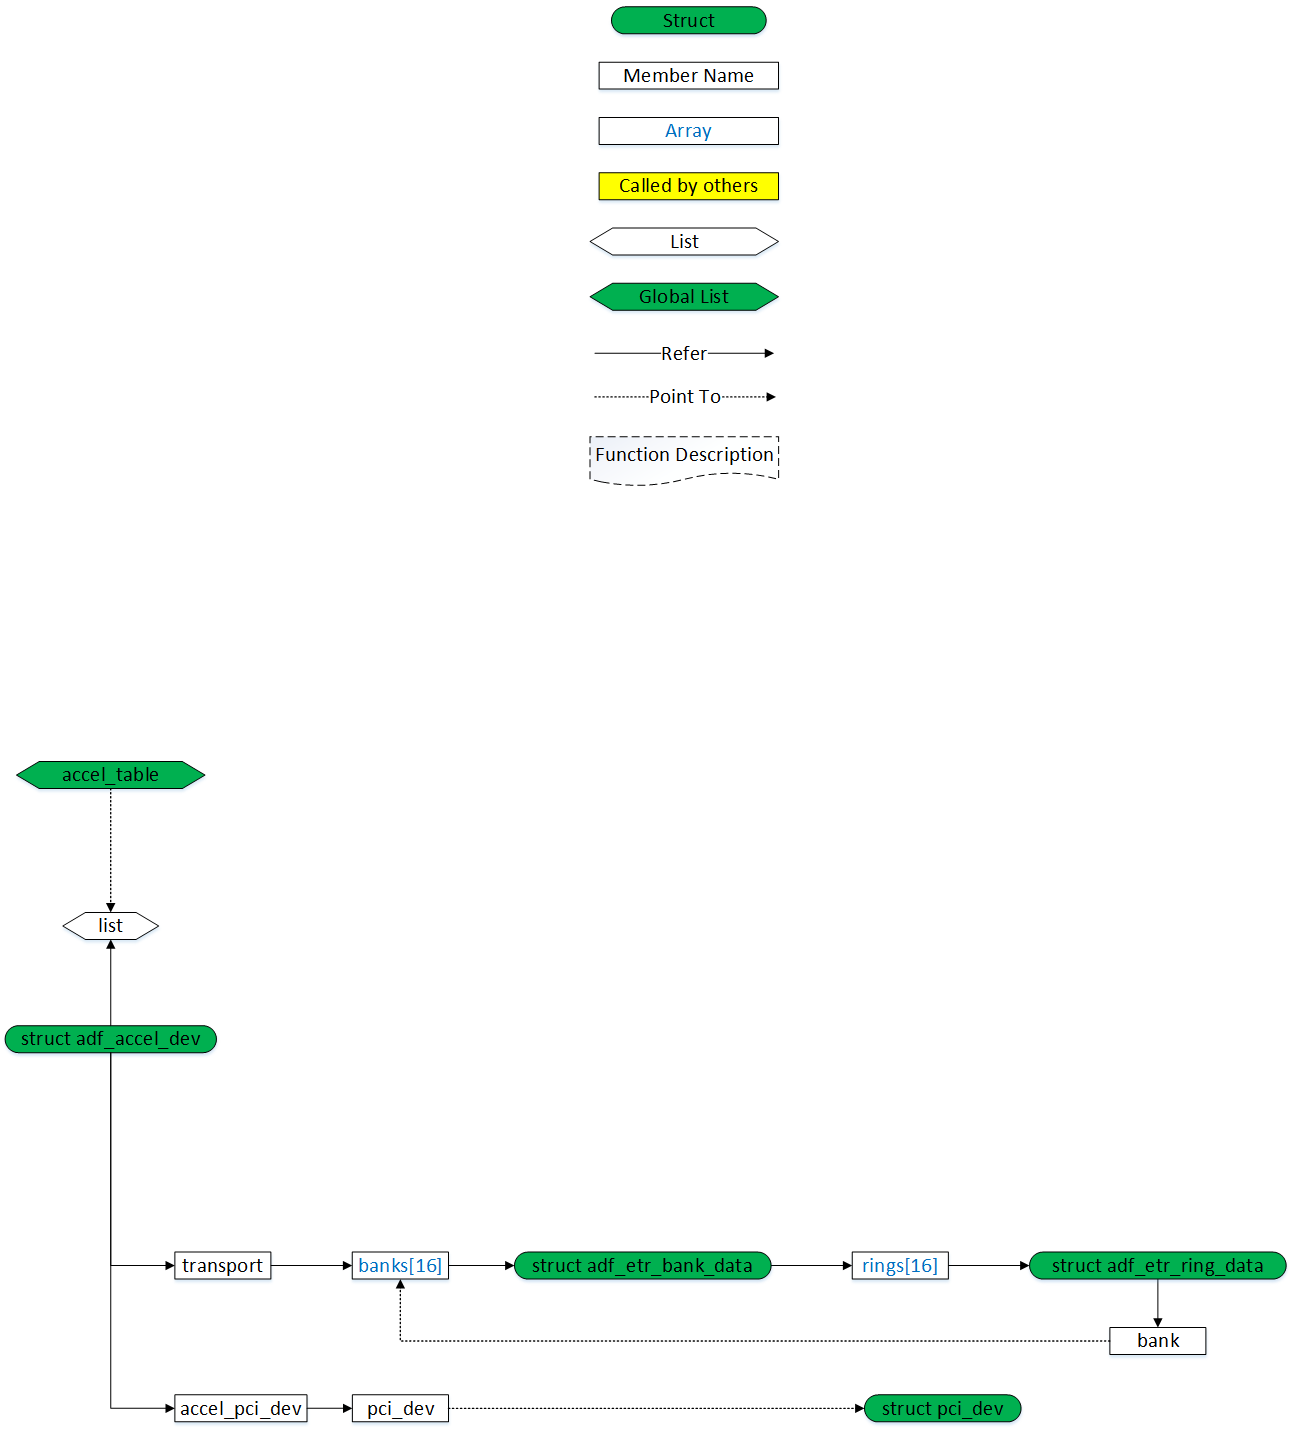 Struct
Member Name
Array
Called by others
List
Global List
Refer
Point To
Function Description
accel_table
list
struct adf_accel_dev
transport
banks[16]
struct adf_etr_bank_data
rings[16]
struct adf_etr_ring_data
bank
accel_pci_dev
pci_dev
struct pci_dev